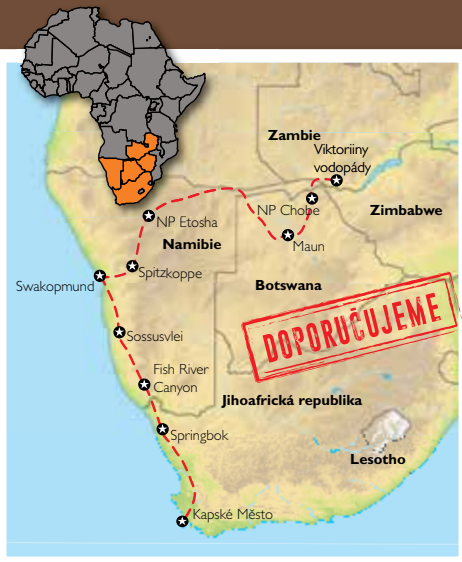 Zambie
Viktoriiny
vodopády
NP Chobe
Zimbabwe
NP Etosha
Namibie
Maun
Spitzkoppe
Swakopmund
Botswana
DOPORUČUJEME
Sossusvlei
Fish River
Canyon
Jihoafrická republika
Springbok
Lesotho
Kapské Město